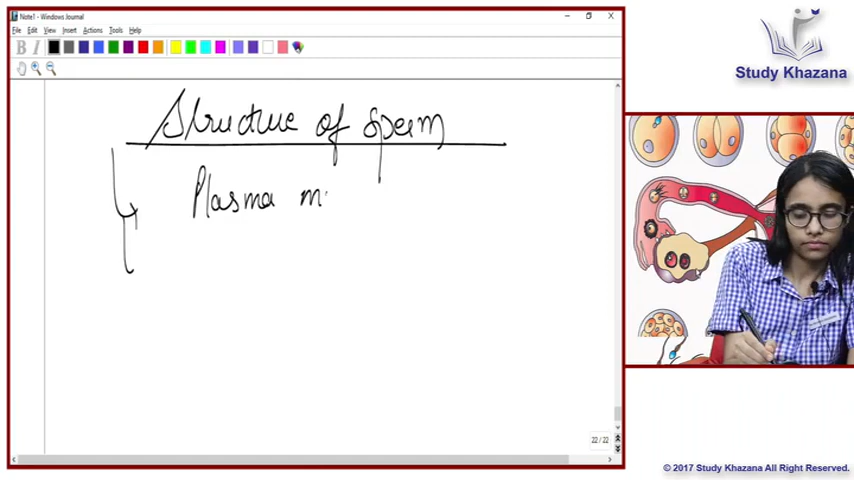 Note1 - Windows Journal
File Edit View Insert Actions Tools Help
B I
Study Khazana
Structure of sperm
Plasma m
22 / 22
© 2017 Study Khazana All Right Reserved.